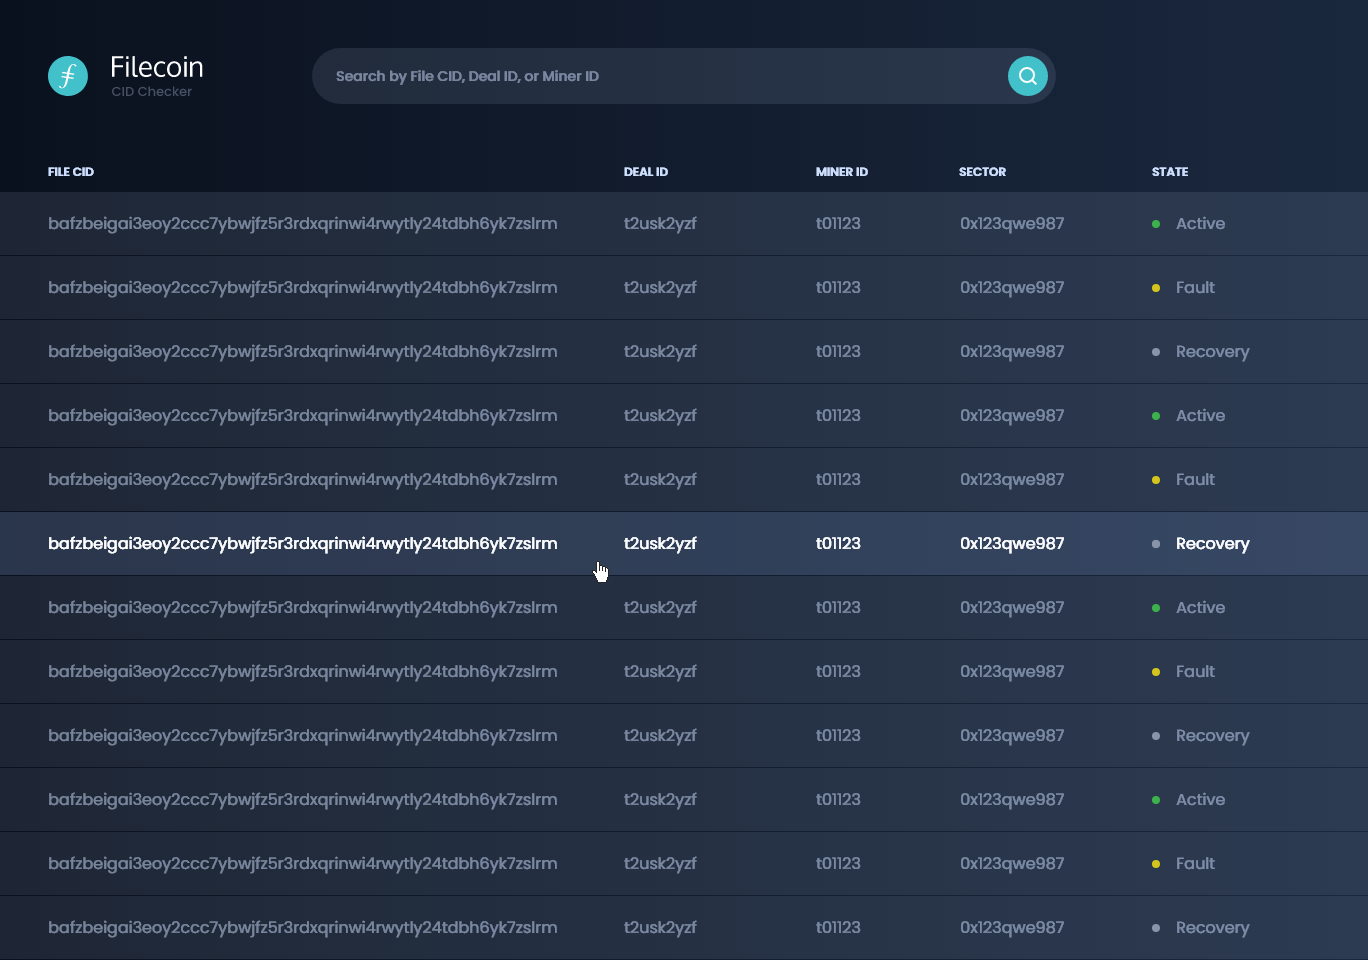 Filecoin
CID Checker
Search by File CID, Deal ID, or Miner ID
FILE CID DEAL ID MINER ID SECTOR STATE
bafzbeigai3eoy2ccc7ybwjfz5r3rdxqrinwi4rwytly24tdbh6yk7zslrm t2usk2yzf t01123 0x123qwe987 Active
bafzbeigai3eoy2ccc7ybwjfz5r3rdxqrinwi4rwytly24tdbh6yk7zslrm t2usk2yzf t01123 0x123qwe987 Fault
bafzbeigai3eoy2ccc7ybwjfz5r3rdxqrinwi4rwytly24tdbh6yk7zslrm t2usk2yzf t01123 0x123qwe987 Recovery
bafzbeigai3eoy2ccc7ybwjfz5r3rdxqrinwi4rwytly24tdbh6yk7zslrm t2usk2yzf t01123 0x123qwe987 Active
bafzbeigai3eoy2ccc7ybwjfz5r3rdxqrinwi4rwytly24tdbh6yk7zslrm t2usk2yzf t01123 0x123qwe987 Fault
bafzbeigai3eoy2ccc7ybwjfz5r3rdxqrinwi4rwytly24tdbh6yk7zslrm t2usk2yzf t01123 0x123qwe987 Recovery
bafzbeigai3eoy2ccc7ybwjfz5r3rdxqrinwi4rwytly24tdbh6yk7zslrm t2usk2yzf t01123 0x123qwe987 Active
bafzbeigai3eoy2ccc7ybwjfz5r3rdxqrinwi4rwytly24tdbh6yk7zslrm t2usk2yzf t01123 0x123qwe987 Fault
bafzbeigai3eoy2ccc7ybwjfz5r3rdxqrinwi4rwytly24tdbh6yk7zslrm t2usk2yzf t01123 0x123qwe987 Recovery
bafzbeigai3eoy2ccc7ybwjfz5r3rdxqrinwi4rwytly24tdbh6yk7zslrm t2usk2yzf t01123 0x123qwe987 Active
bafzbeigai3eoy2ccc7ybwjfz5r3rdxqrinwi4rwytly24tdbh6yk7zslrm t2usk2yzf t01123 0x123qwe987 Fault
bafzbeigai3eoy2ccc7ybwjfz5r3rdxqrinwi4rwytly24tdbh6yk7zslrm t2usk2yzf t01123 0x123qwe987 Recovery